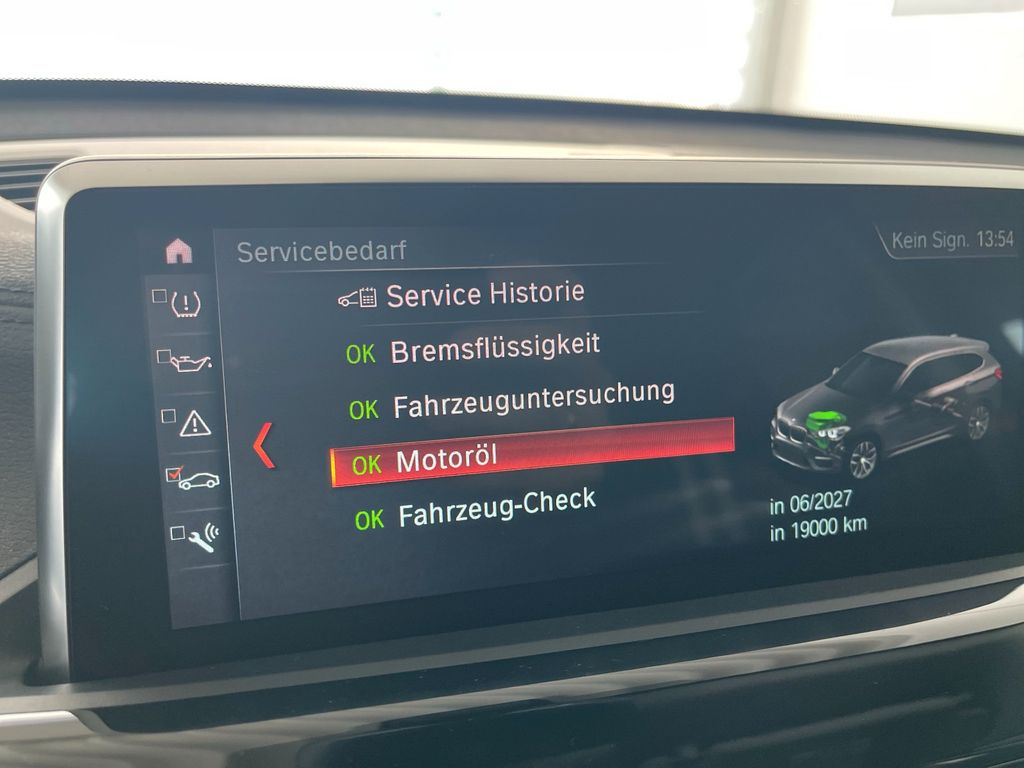 Servicebedarf
Kein Sign. 13:54
Service Historie
OK Bremsflüssigkeit
OK Fahrzeuguntersuchung
OK Motoröl
OK Fahrzeug-Check
in 06/2027
in 19000 km